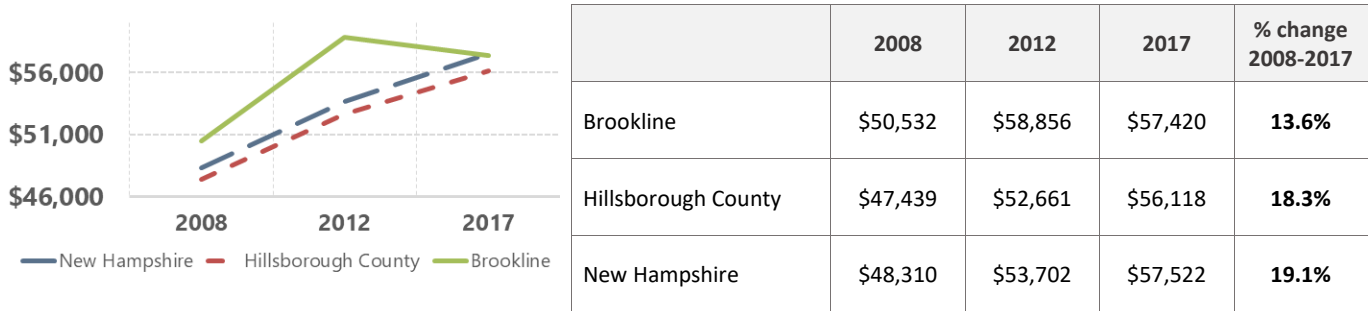 $56,000
$51,000
$46,000
2008 2012 2017
New Hampshire Hillsborough County Brookline
2008 2012 2017 % change
2008-2017
Brookline $50,532 $58,856 $57,420 13.6%
Hillsborough County $47,439 $52,661 $56,118 18.3%
New Hampshire $48,310 $53,702 $57,522 19.1%